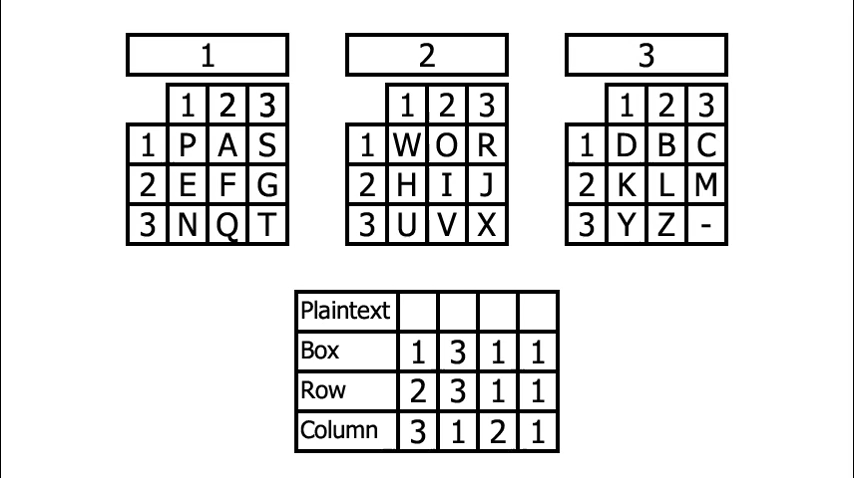 1 2 3
1 2 3 1 2 3 1 2 3
1 P A S 1 W O R 1 D B C
2 E F G 2 H I J 2 K L M
3 N Q T 3 U V X 3 Y Z -
Plaintext
Box 1 3 1 1
Row 2 3 1 1
Column 3 1 2 1